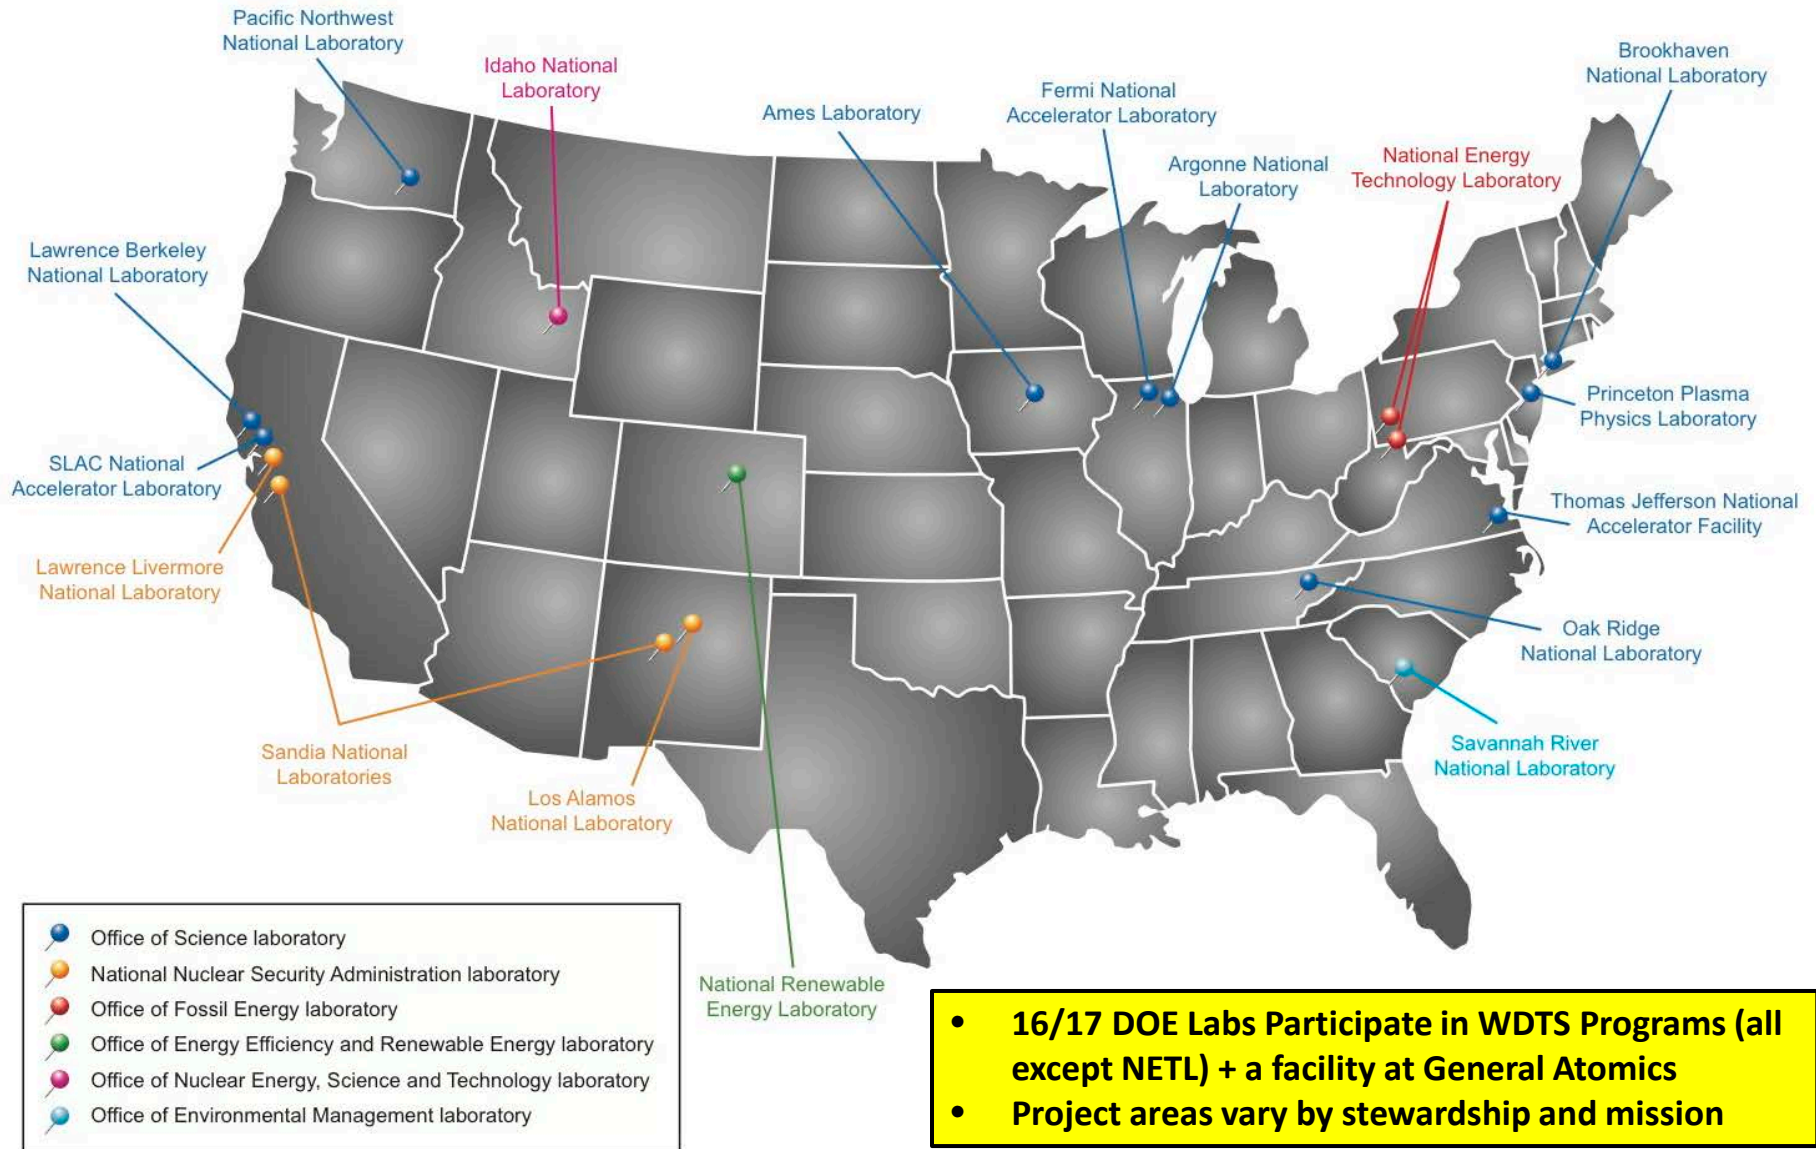 Pacific Northwest
National Laboratory
Idaho National
Laboratory
Ames Laboratory
Fermi National
Accelerator Laboratory
Argonne National
Laboratory
National Energy
Technology Laboratory
Brookhaven
National Laboratory
Lawrence Berkeley
National Laboratory
SLAC National
Accelerator Laboratory
Lawrence Livermore
National Laboratory
Sandia National
Laboratories
Los Alamos
National Laboratory
National Renewable
Energy Laboratory
Princeton Plasma
Physics Laboratory
Thomas Jefferson National
Accelerator Facility
Oak Ridge
National Laboratory
Savannah River
National Laboratory
Office of Science laboratory
National Nuclear Security Administration laboratory
Office of Fossil Energy laboratory
Office of Energy Efficiency and Renewable Energy laboratory
Office of Nuclear Energy, Science and Technology laboratory
Office of Environmental Management laboratory
• 16/17 DOE Labs Participate in WDTS Programs (all
except NETL) + a facility at General Atomics
• Project areas vary by stewardship and mission